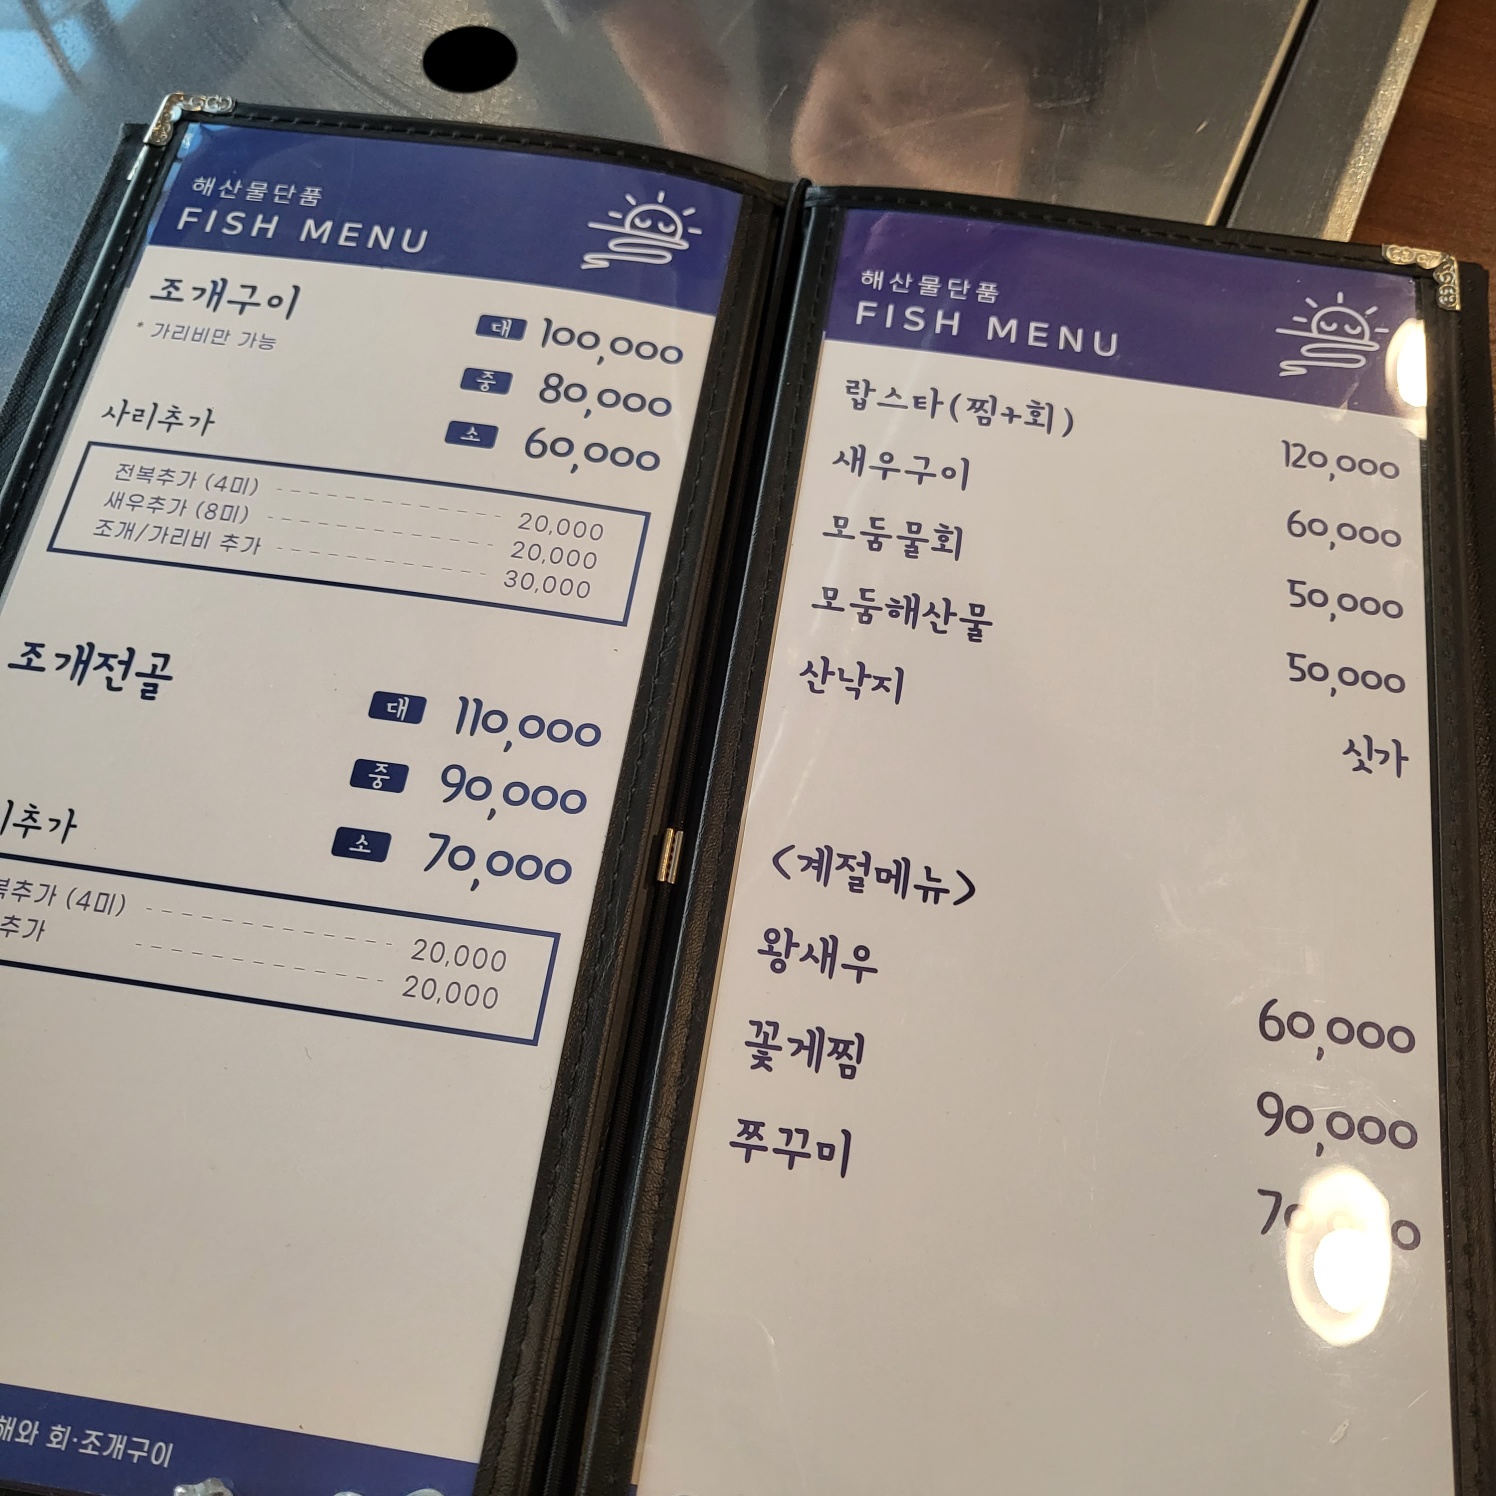 해산물단품
FISH MENU
조개구이
* 가리비만 가능
대 100,000
중 80,000
소 60,000
사리추가
전복추가 (4미) 20,000
새우추가 (8미) 20,000
조개/가리비 추가 30,000
조개전골
대 110,000
중 90,000
소 70,000
추가
추가 (4미) 20,000
추가 20,000
회·조개구이
해산물단품
FISH MENU
랍스타(찜+회) 120,000
새우구이 60,000
모둠물회 50,000
모둠해산물 50,000
산낙지 싯가
<계절메뉴>
왕새우 60,000
꽃게찜 90,000
쭈꾸미